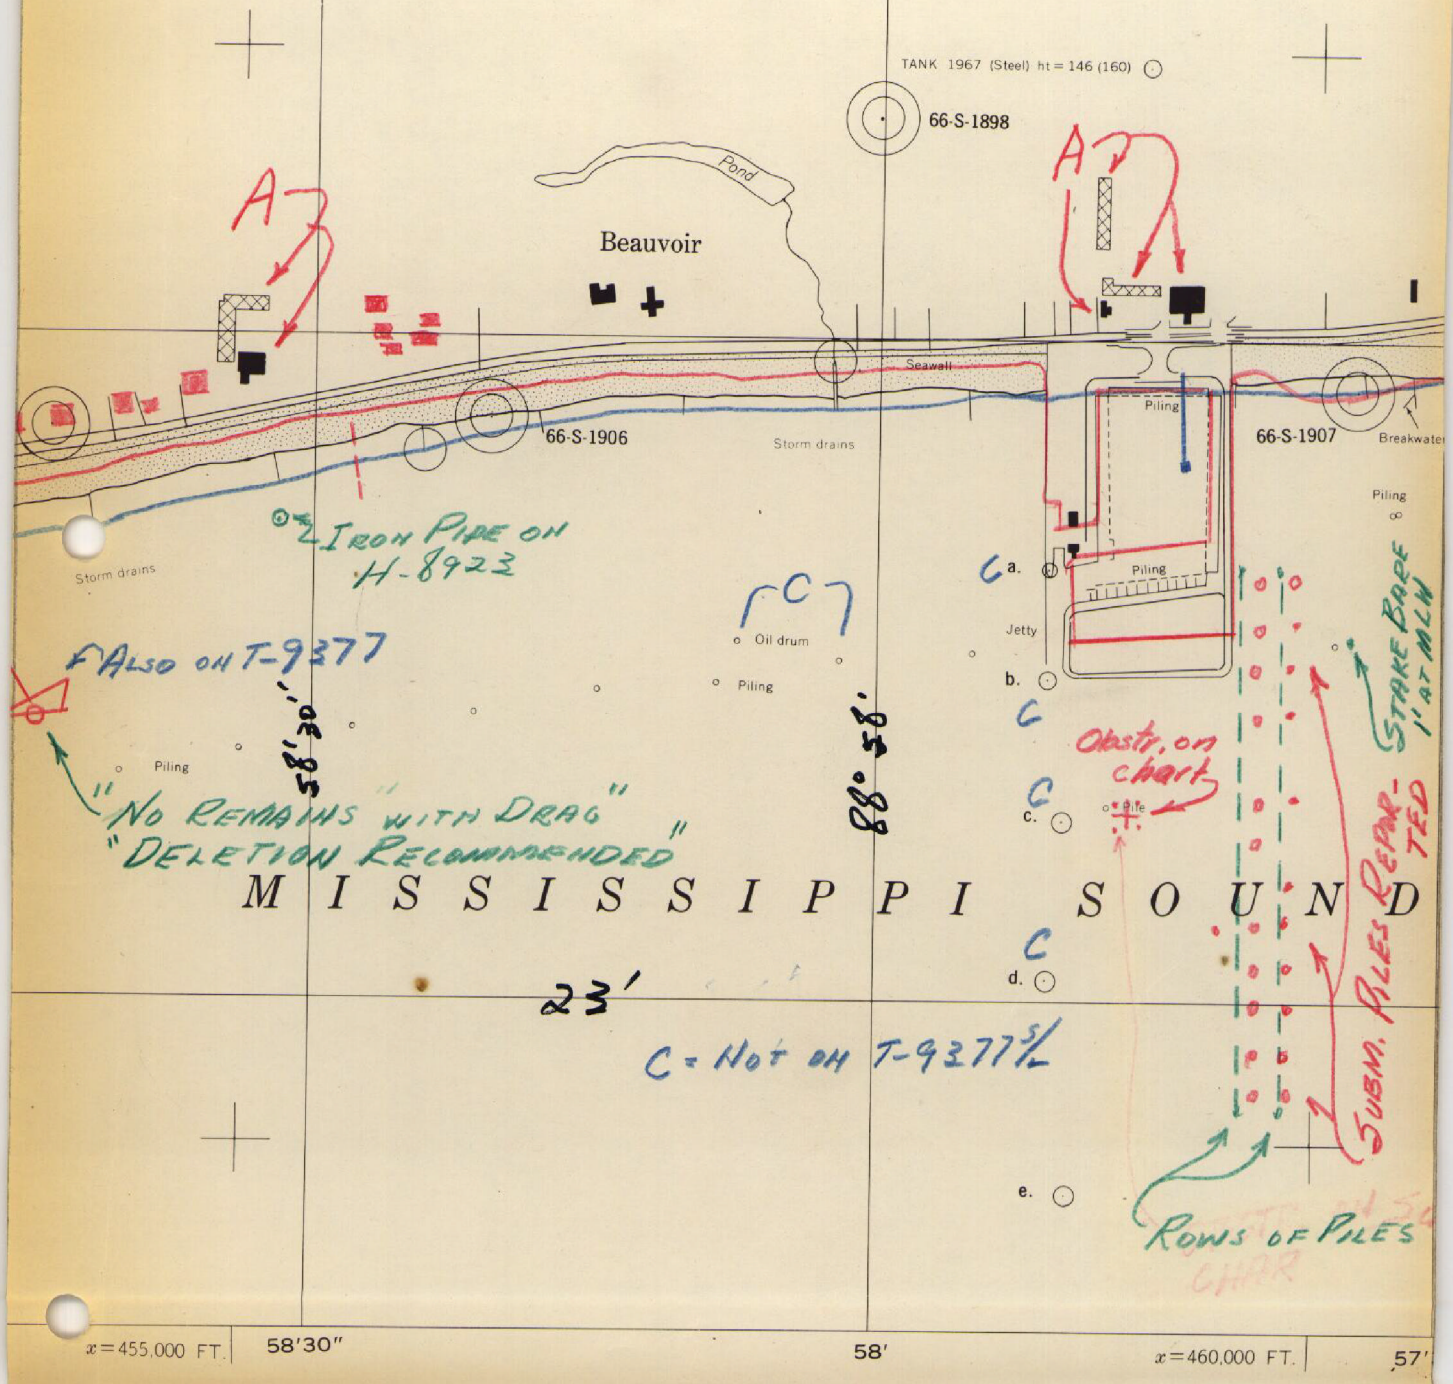 TANK 1967 (Steel) ht = 146 (160)
66-S-1898
A
A
Pond
Beauvoir
Seawall
Piling
66-S-1906
Storm drains
66-S-1907
Breakwater
Piling
IRON PIPE ON
H-8923
Storm drains
C a.
Piling
C
Jetty
Oil drum
ALSO ON T-9377
STAKE BARE
1' AT MLW
b.
Piling
C
58' 30"
88° 58'
Obstr. on
chart
Piling
"NO REMAINS WITH DRAG"
"DELETION RECOMMENDED"
C
c.
Pile
SUBM. PILES REPOR-
TED
MISSISSIPPI SOUND
C
d.
23'
C = NOT ON T-9377 S/L
e.
ROWS OF PILES
x=455,000 FT.
58'30"
58'
x=460,000 FT.
57'